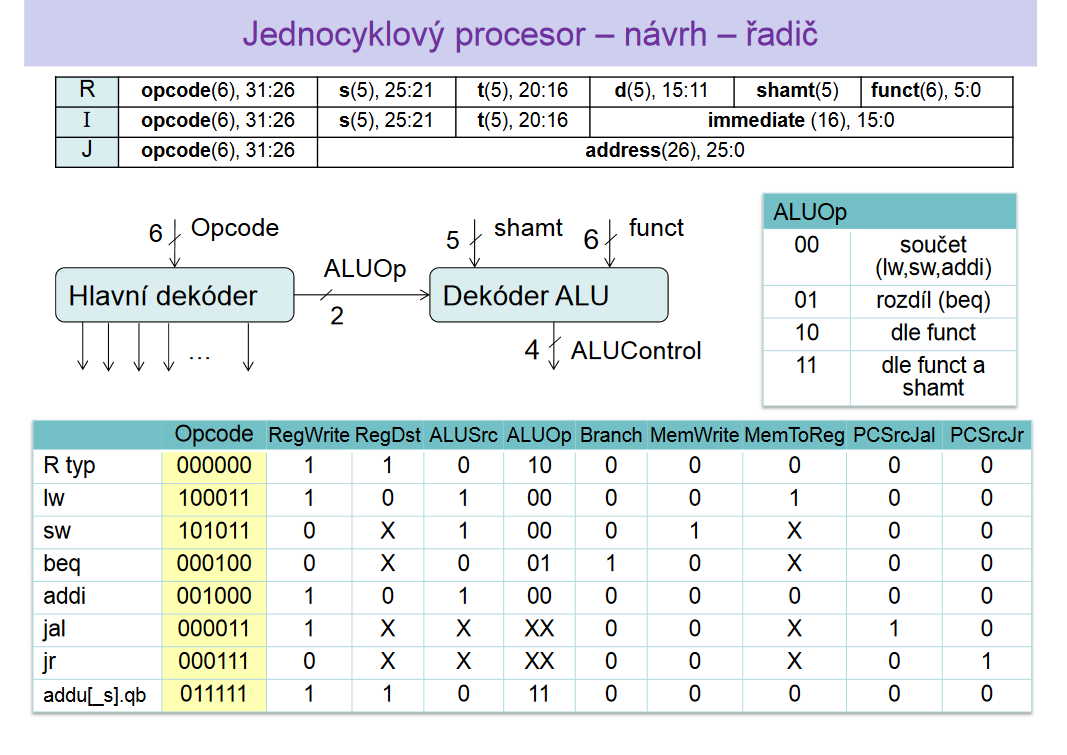 Jednocyklový procesor – návrh – řadič
R opcode(6), 31:26 s(5), 25:21 t(5), 20:16 d(5), 15:11 shamt(5) funct(6), 5:0
I opcode(6), 31:26 s(5), 25:21 t(5), 20:16 immediate (16), 15:0
J opcode(6), 31:26 address(26), 25:0
6 Opcode
5 shamt 6 funct
Hlavní dekóder
ALUOp
2
Dekóder ALU
...
4 ALUControl
ALUOp
00 součet
(lw,sw,addi)
01 rozdíl (beq)
10 dle funct
11 dle funct a
shamt
Opcode RegWrite RegDst ALUSrc ALUOp Branch MemWrite MemToReg PCSrcJal PCSrcJr
R typ 000000 1 1 0 10 0 0 0 0 0
lw 100011 1 0 1 00 0 0 1 0 0
sw 101011 0 X 1 00 0 1 X 0 0
beq 000100 0 X 0 01 1 0 X 0 0
addi 001000 1 0 1 00 0 0 0 0 0
jal 000011 1 X X XX 0 0 X 1 0
jr 000111 0 X X XX 0 0 X 0 1
addu[_s].qb 011111 1 1 0 11 0 0 0 0 0